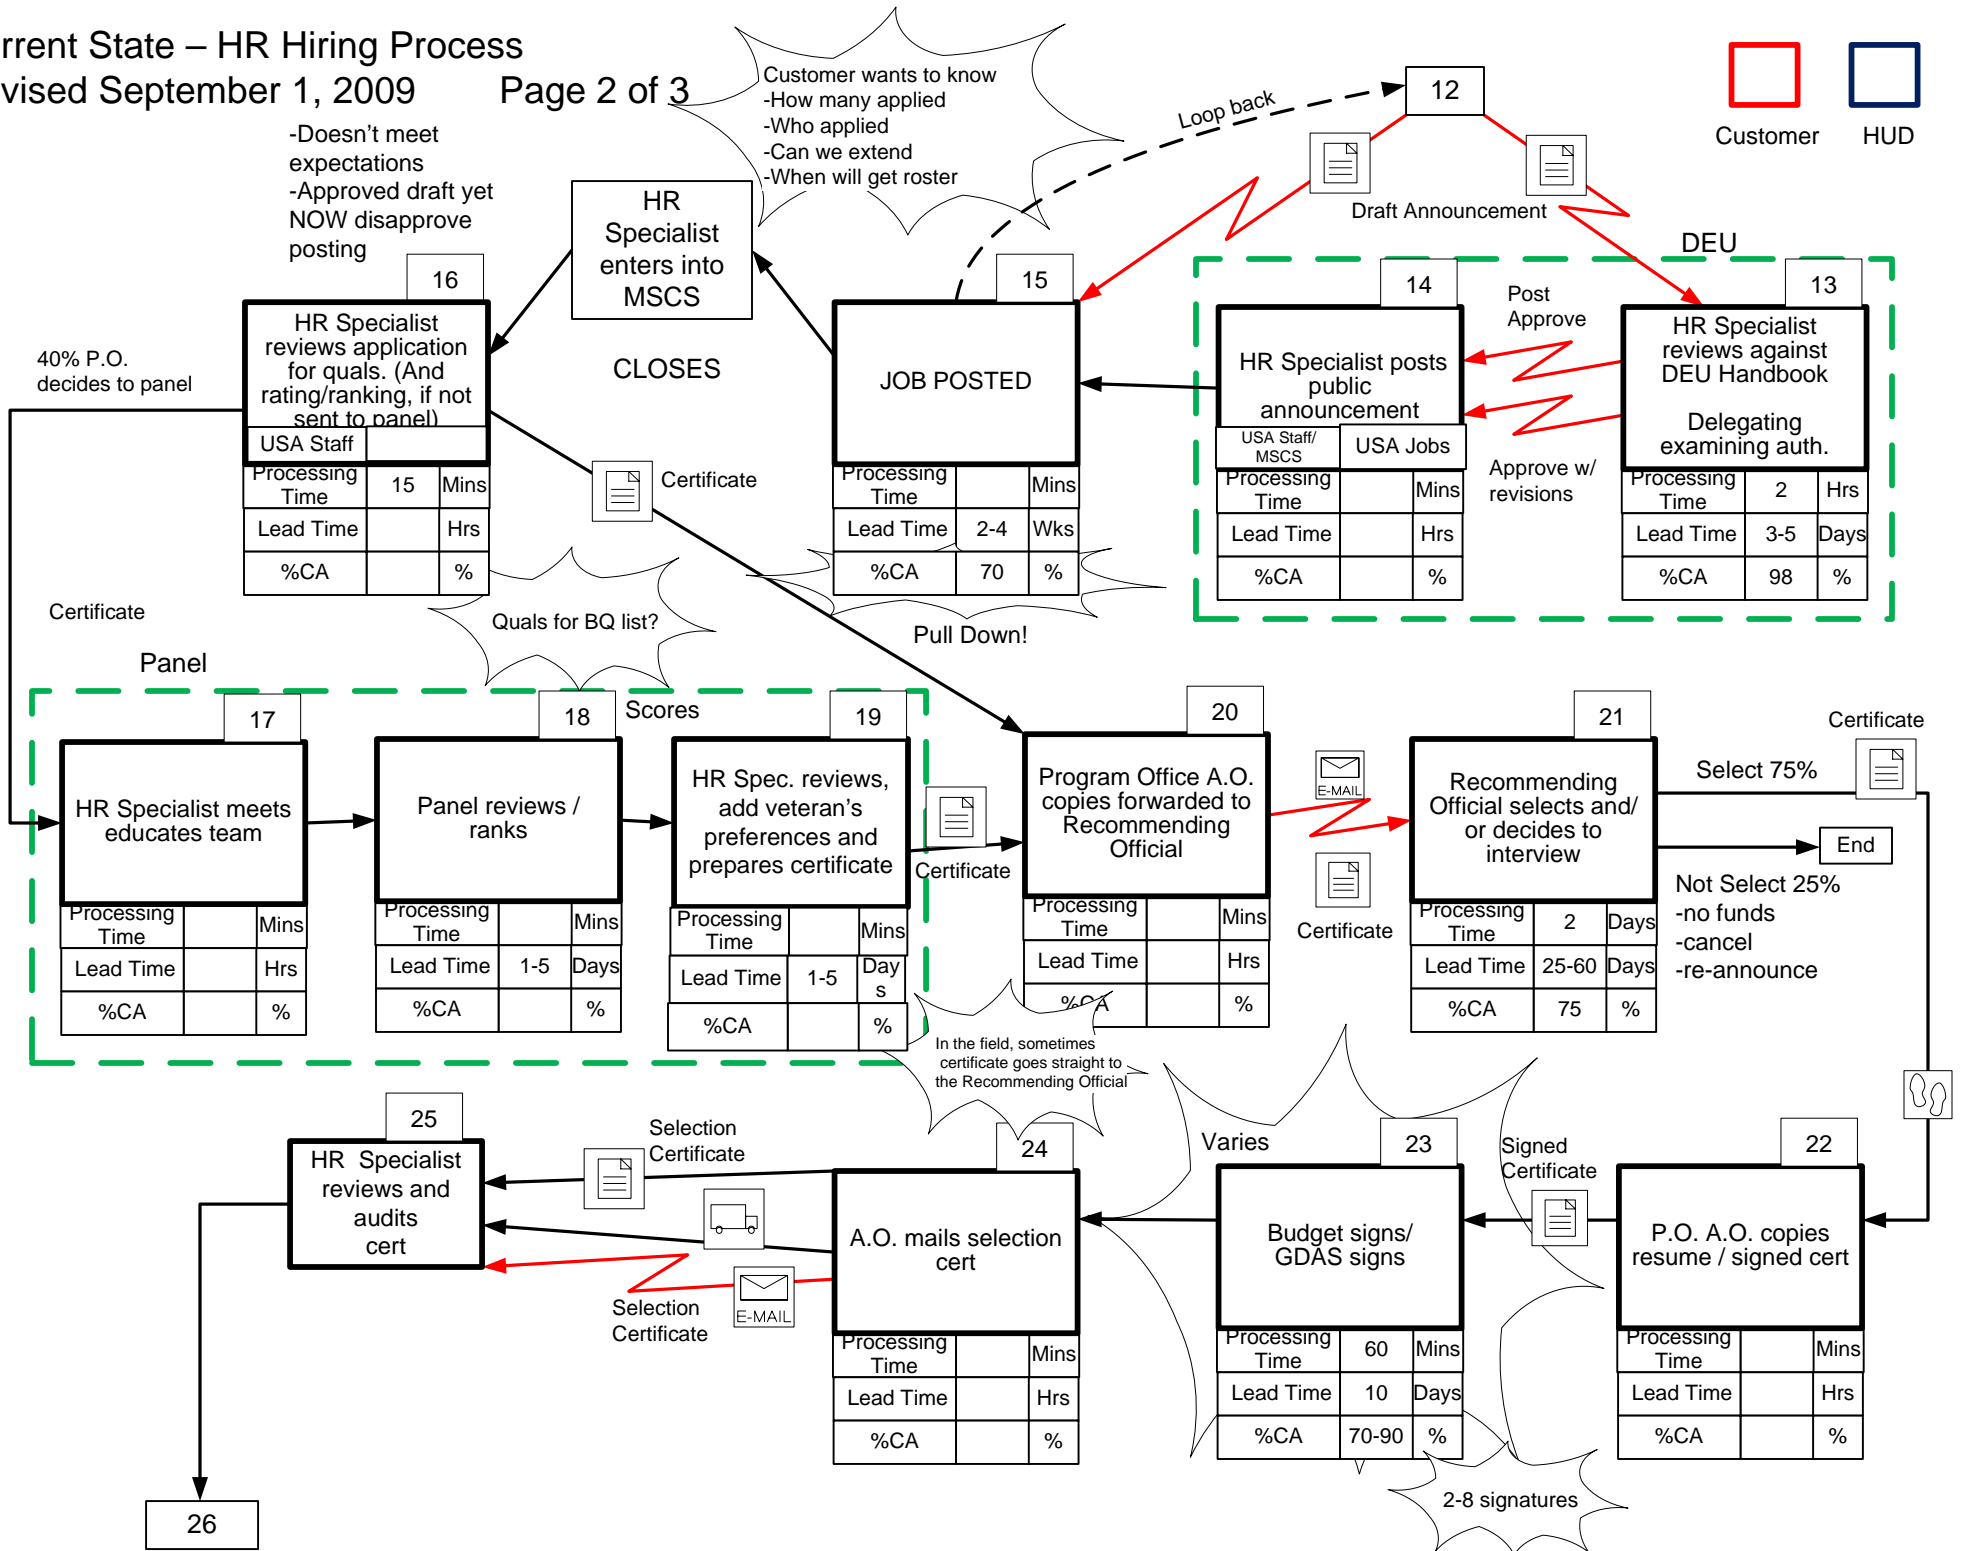 rrent State – HR Hiring Process
vised September 1, 2009 Page 2 of 3
-Doesn't meet
expectations
-Approved draft yet
NOW disapprove
posting
Customer wants to know
-How many applied
-Who applied
-Can we extend
-When will get roster
Loop back
12
Draft Announcement
Customer
HUD
DEU
HR
Specialist
enters into
MSCS
CLOSES
16
HR Specialist
reviews application
for quals. (And
rating/ranking, if not
sent to panel)
USA Staff
Processing
Time
15
Mins
Lead Time
Hrs
%CA
%
40% P.O.
decides to panel
Certificate
15
JOB POSTED
Processing
Time
Mins
Lead Time
2-4
Wks
%CA
70
%
Pull Down!
14
HR Specialist posts
public
announcement
USA Staff/
MSCS
USA Jobs
Processing
Time
Mins
Lead Time
Hrs
%CA
%
Post
Approve
Approve w/
revisions
13
HR Specialist
reviews against
DEU Handbook
Delegating
examining auth.
Processing
Time
2
Hrs
Lead Time
3-5
Days
%CA
98
%
Certificate
Quals for BQ list?
Panel
17
HR Specialist meets
educates team
Processing
Time
Mins
Lead Time
Hrs
%CA
%
18
Panel reviews /
ranks
Processing
Time
Mins
Lead Time
1-5
Days
%CA
%
Scores
19
HR Spec. reviews,
add veteran's
preferences and
prepares certificate
Processing
Time
Mins
Lead Time
1-5
Day
s
%CA
%
Certificate
20
Program Office A.O.
copies forwarded to
Recommending
Official
Processing
Time
Mins
Lead Time
Hrs
%CA
%
In the field, sometimes
certificate goes straight to
the Recommending Official
E-MAIL
Certificate
21
Recommending
Official selects and/
or decides to
interview
Processing
Time
2
Days
Lead Time
25-60
Days
%CA
75
%
Certificate
Select 75%
End
Not Select 25%
-no funds
-cancel
-re-announce
25
HR Specialist
reviews and
audits
cert
Selection
Certificate
E-MAIL
Selection
Certificate
24
A.O. mails selection
cert
Processing
Time
Mins
Lead Time
Hrs
%CA
%
Varies
23
Budget signs/
GDAS signs
Processing
Time
60
Mins
Lead Time
10
Days
%CA
70-90
%
2-8 signatures
Signed
Certificate
22
P.O. A.O. copies
resume / signed cert
Processing
Time
Mins
Lead Time
Hrs
%CA
%
26